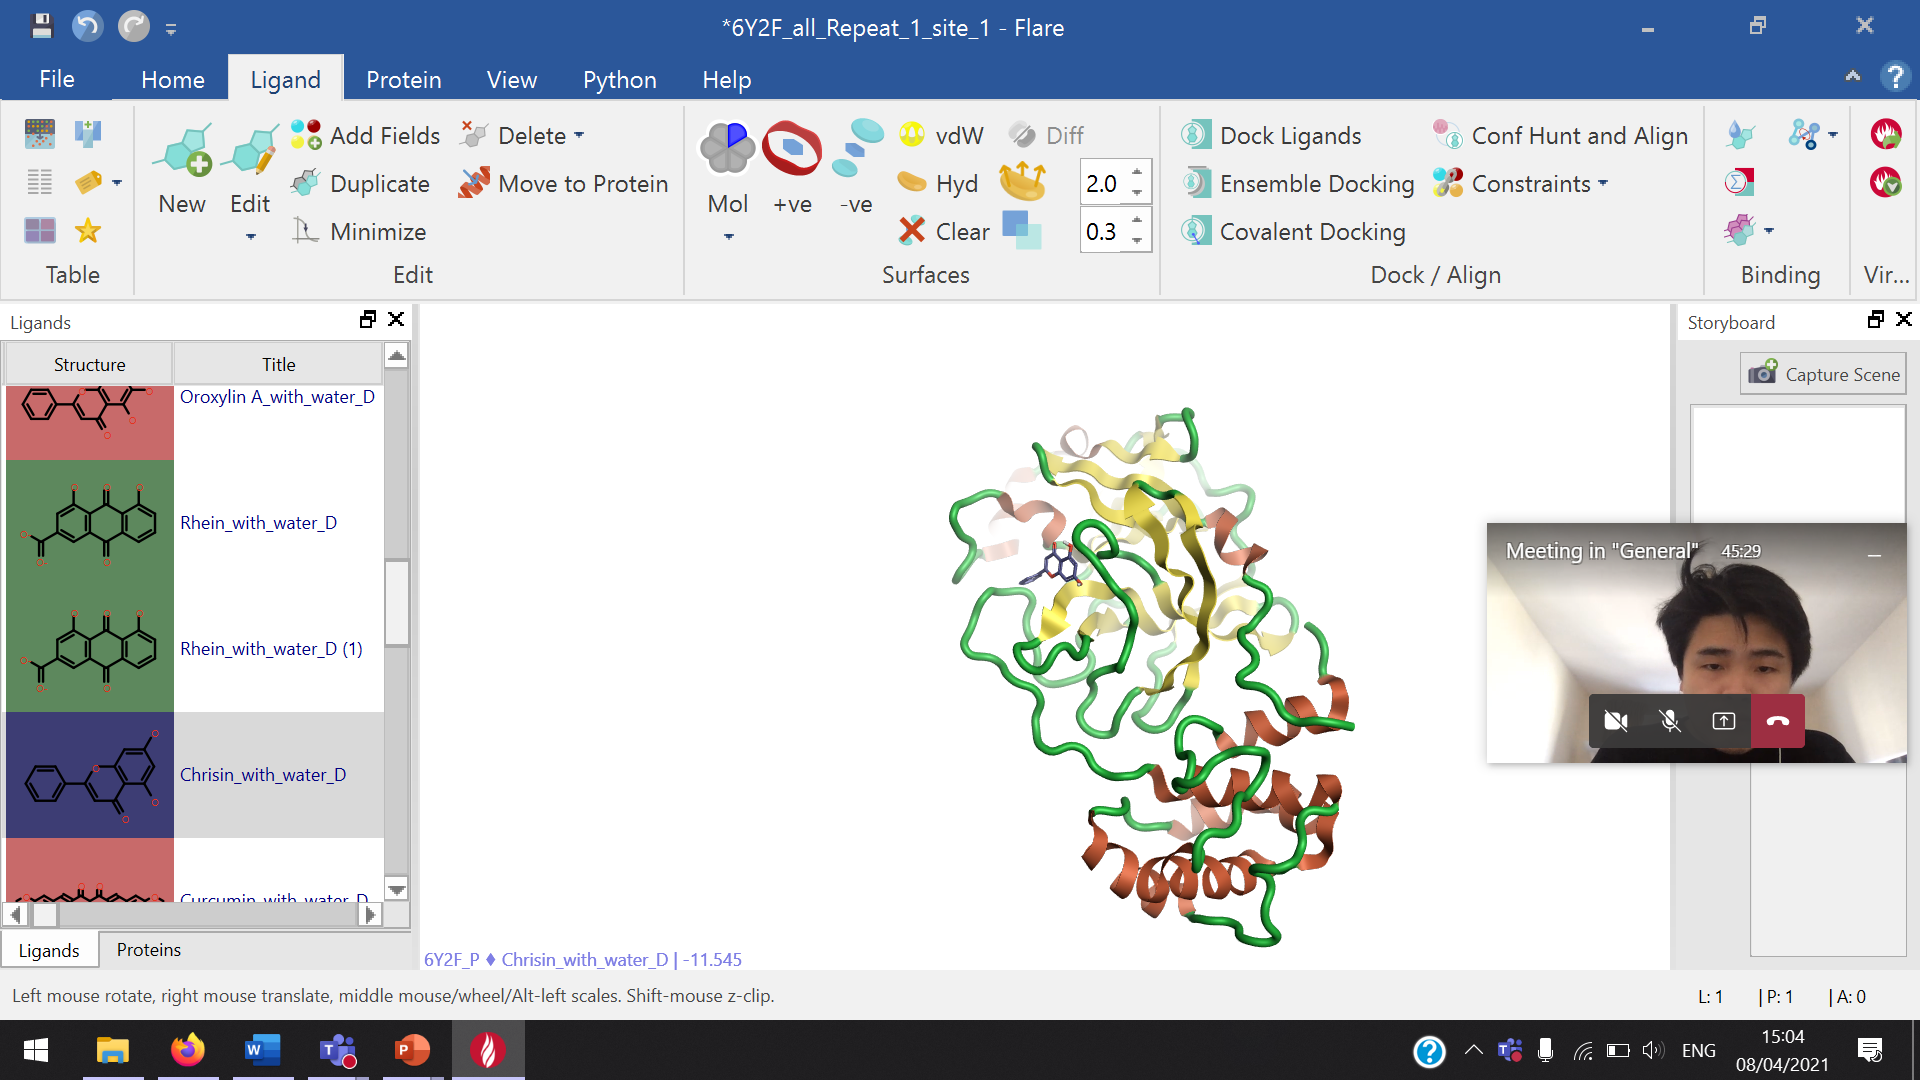 *6Y2F_all_Repeat_1_site_1 - Flare
File Home Ligand Protein View Python Help
Add Fields Delete vdW Diff Dock Ligands Conf Hunt and Align
Duplicate Move to Protein Hyd 2.0 Ensemble Docking Constraints
New Edit Mol +ve -ve
Minimize Clear 0.3 Covalent Docking
Table Edit Surfaces Dock / Align Binding Vir...
Ligands
Structure Title
Oroxylin A_with_water_D
Rhein_with_water_D
Rhein_with_water_D (1)
Chrisin_with_water_D
Curcumin_with_water_D
Ligands Proteins
6Y2F_P ♦ Chrisin_with_water_D | -11.545
Storyboard
Capture Scene
Meeting in "General" 45:29
Left mouse rotate, right mouse translate, middle mouse/wheel/Alt-left scales. Shift-mouse z-clip.
L: 1 | P: 1 | A: 0
ENG
15:04
08/04/2021